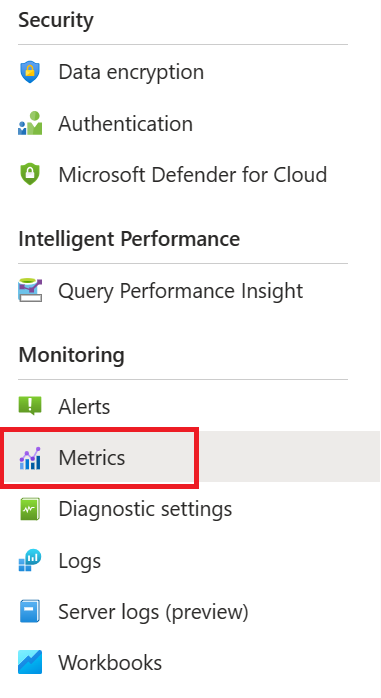 Security
Data encryption
Authentication
Microsoft Defender for Cloud
Intelligent Performance
Query Performance Insight
Monitoring
Alerts
Metrics
Diagnostic settings
Logs
Server logs (preview)
Workbooks